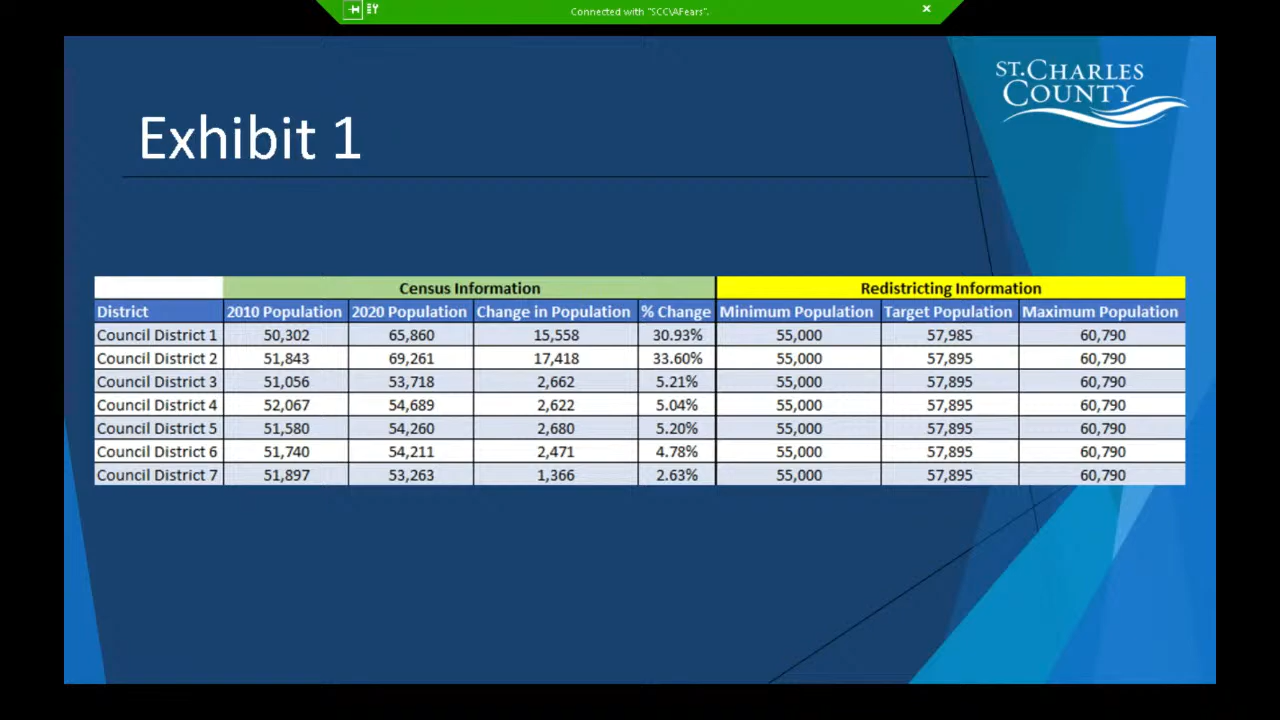 Connected with "SCC\AFears".
ST. CHARLES
COUNTY
Exhibit 1
Census Information Redistricting Information
District 2010 Population 2020 Population Change in Population % Change Minimum Population Target Population Maximum Population
Council District 1 50,302 65,860 15,558 30.93% 55,000 57,985 60,790
Council District 2 51,843 69,261 17,418 33.60% 55,000 57,895 60,790
Council District 3 51,056 53,718 2,662 5.21% 55,000 57,895 60,790
Council District 4 52,067 54,689 2,622 5.04% 55,000 57,895 60,790
Council District 5 51,580 54,260 2,680 5.20% 55,000 57,895 60,790
Council District 6 51,740 54,211 2,471 4.78% 55,000 57,895 60,790
Council District 7 51,897 53,263 1,366 2.63% 55,000 57,895 60,790